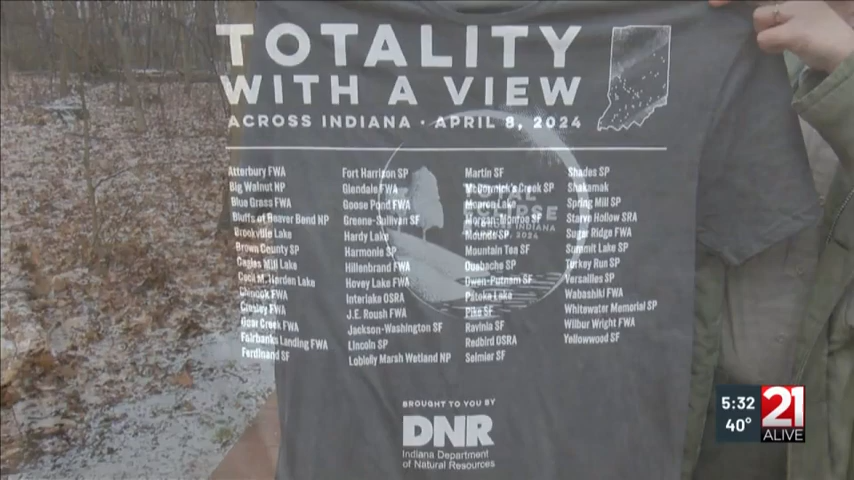 TOTALITY
WITH A VIEW
ACROSS INDIANA • APRIL 8, 2024
Atterbury FWA
Big Walnut NP
Blue Grass FWA
Bluffs of Beaver Bend NP
Brookville Lake
Brown County SP
Cagles Mill Lake
Cecil M. Harden Lake
Chinook FWA
Crosley FWA
Goose Creek FWA
Fairbanks Landing FWA
Ferdinand SF
Fort Harrison SP
Glendale FWA
Goose Pond FWA
Greene-Sullivan SF
Hardy Lake
Harmonie SP
Hillenbrand FWA
Hovey Lake FWA
Interlake OSRA
J.E. Roush FWA
Jackson-Washington SF
Lincoln SP
Loblolly Marsh Wetland NP
Martin SF
McCormick's Creek SP
Monroe Lake
Morgan-Monroe SF
Mounds SP
Mountain Tea SF
Ouabache SP
Owen-Putnam SF
Patoka Lake
Pike SF
Ravinia SF
Redbird OSRA
Selmier SF
Shades SP
Shakamak
Spring Mill SP
Starve Hollow SRA
Sugar Ridge FWA
Summit Lake SP
Turkey Run SP
Versailles SP
Wabashiki FWA
Whitewater Memorial SP
Wilbur Wright FWA
Yellowwood SF
ECLIPSE
ACROSS INDIANA
2024
BROUGHT TO YOU BY
DNR
Indiana Department
of Natural Resources
5:32
40°
21
ALIVE